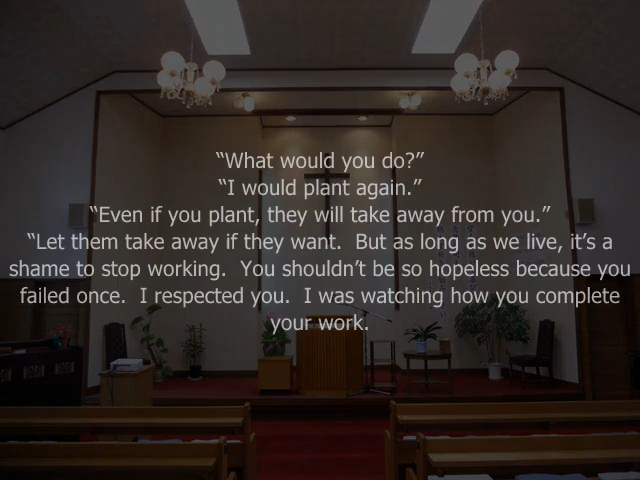 “What would you do?”
“I would plant again.”
“Even if you plant, they will take away from you.”
“Let them take away if they want.  But as long as we live, it’s a
shame to stop working.  You shouldn’t be so hopeless because you
failed once.  I respected you.  I was watching how you complete
your work.